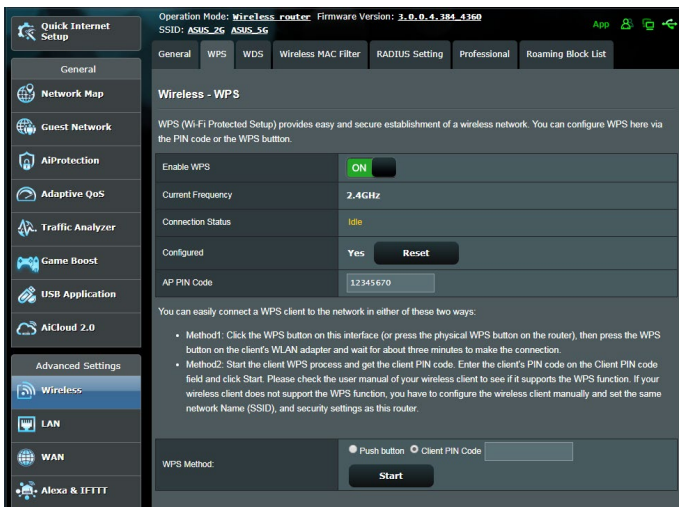 Quick Internet
Setup
General
Network Map
Guest Network
AiProtection
Adaptive QoS
Traffic Analyzer
Game Boost
USB Application
AiCloud 2.0
Advanced Settings
Wireless
LAN
WAN
Alexa & IFTTT
Operation Mode: Wireless router Firmware Version: 3.0.0.4.384_4360
SSID: ASUS_2G ASUS_5G
App
General WPS WDS Wireless MAC Filter RADIUS Setting Professional Roaming Block List
Wireless - WPS
WPS (Wi-Fi Protected Setup) provides easy and secure establishment of a wireless network. You can configure WPS here via
the PIN code or the WPS buttton.
Enable WPS ON
Current Frequency 2.4GHz
Connection Status Idle
Configured Yes Reset
AP PIN Code 12345670
You can easily connect a WPS client to the network in either of these two ways:
• Method1: Click the WPS button on this interface (or press the physical WPS button on the router), then press the WPS
button on the client's WLAN adapter and wait for about three minutes to make the connection.
• Method2: Start the client WPS process and get the client PIN code. Enter the client's PIN code on the Client PIN code
field and click Start. Please check the user manual of your wireless client to see if it supports the WPS function. If your
wireless client does not support the WPS function, you have to configure the wireless client manually and set the same
network Name (SSID), and security settings as this router.
WPS Method: Push button Client PIN Code
Start